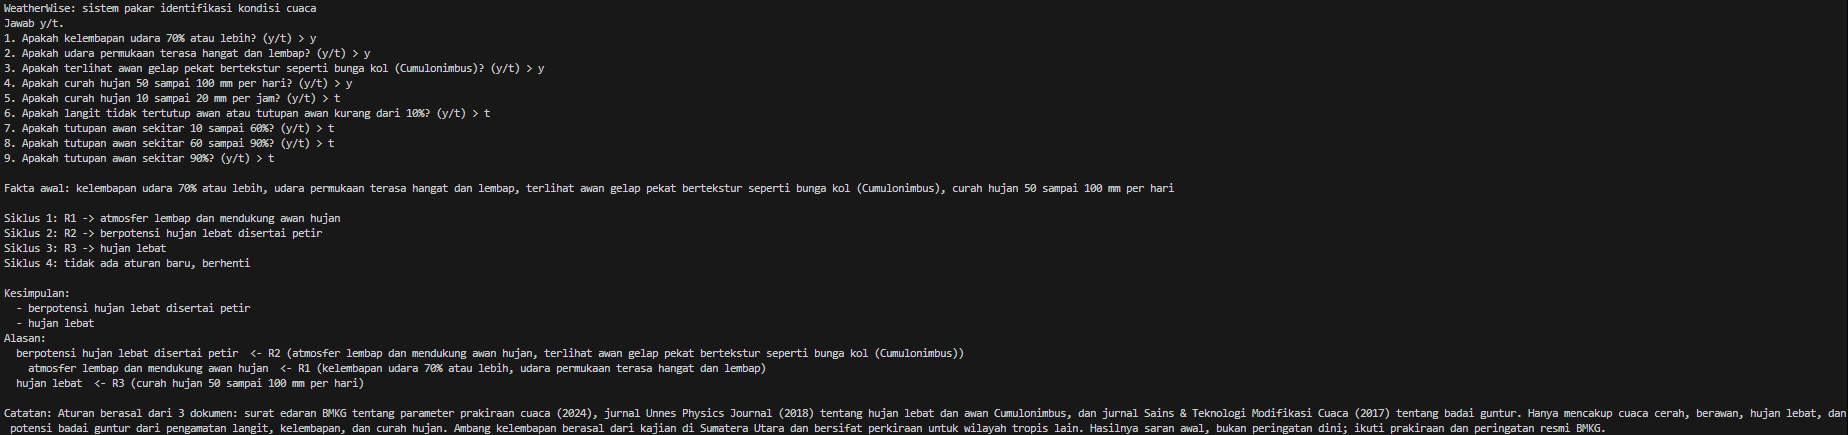 WeatherWise: sistem pakar identifikasi kondisi cuaca
Jawab y/t.
1. Apakah kelembapan udara 70% atau lebih? (y/t) > y
2. Apakah udara permukaan terasa hangat dan lembap? (y/t) > y
3. Apakah terlihat awan gelap pekat bertekstur seperti bunga kol (Cumulonimbus)? (y/t) > y
4. Apakah curah hujan 50 sampai 100 mm per hari? (y/t) > y
5. Apakah curah hujan 10 sampai 20 mm per jam? (y/t) > t
6. Apakah langit tidak tertutup awan atau tutupan awan kurang dari 10%? (y/t) > t
7. Apakah tutupan awan sekitar 10 sampai 60%? (y/t) > t
8. Apakah tutupan awan sekitar 60 sampai 90%? (y/t) > t
9. Apakah tutupan awan sekitar 90%? (y/t) > t
Fakta awal: kelembapan udara 70% atau lebih, udara permukaan terasa hangat dan lembap, terlihat awan gelap pekat bertekstur seperti bunga kol (Cumulonimbus), curah hujan 50 sampai 100 mm per hari
Siklus 1: R1 -> atmosfer lembap dan mendukung awan hujan
Siklus 2: R2 -> berpotensi hujan lebat disertai petir
Siklus 3: R3 -> hujan lebat
Siklus 4: tidak ada aturan baru, berhenti
Kesimpulan:
- berpotensi hujan lebat disertai petir
- hujan lebat
Alasan:
berpotensi hujan lebat disertai petir <- R2 (atmosfer lembap dan mendukung awan hujan, terlihat awan gelap pekat bertekstur seperti bunga kol (Cumulonimbus))
atmosfer lembap dan mendukung awan hujan <- R1 (kelembapan udara 70% atau lebih, udara permukaan terasa hangat dan lembap)
hujan lebat <- R3 (curah hujan 50 sampai 100 mm per hari)
Catatan: Aturan berasal dari 3 dokumen: surat edaran BMKG tentang parameter prakiraan cuaca (2024), jurnal Unnes Physics Journal (2018) tentang hujan lebat dan awan Cumulonimbus, dan jurnal Sains & Teknologi Modifikasi Cuaca (2017) tentang badai guntur. Hanya mencakup cuaca cerah, berawan, hujan lebat, dan
potensi badai guntur dari pengamatan langit, kelembapan, dan curah hujan. Ambang kelembapan berasal dari kajian di Sumatera Utara dan bersifat perkiraan untuk wilayah tropis lain. Hasilnya saran awal, bukan peringatan dini; ikuti prakiraan dan peringatan resmi BMKG.